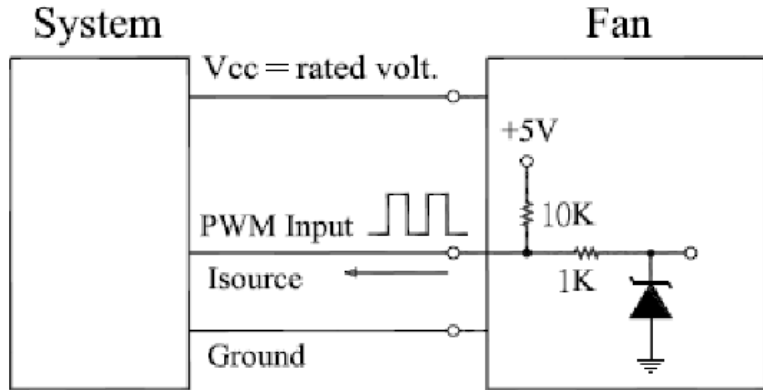 System
Fan
Vcc=rated volt.
+5V
10K
PWM Input
1K
Isource
Ground